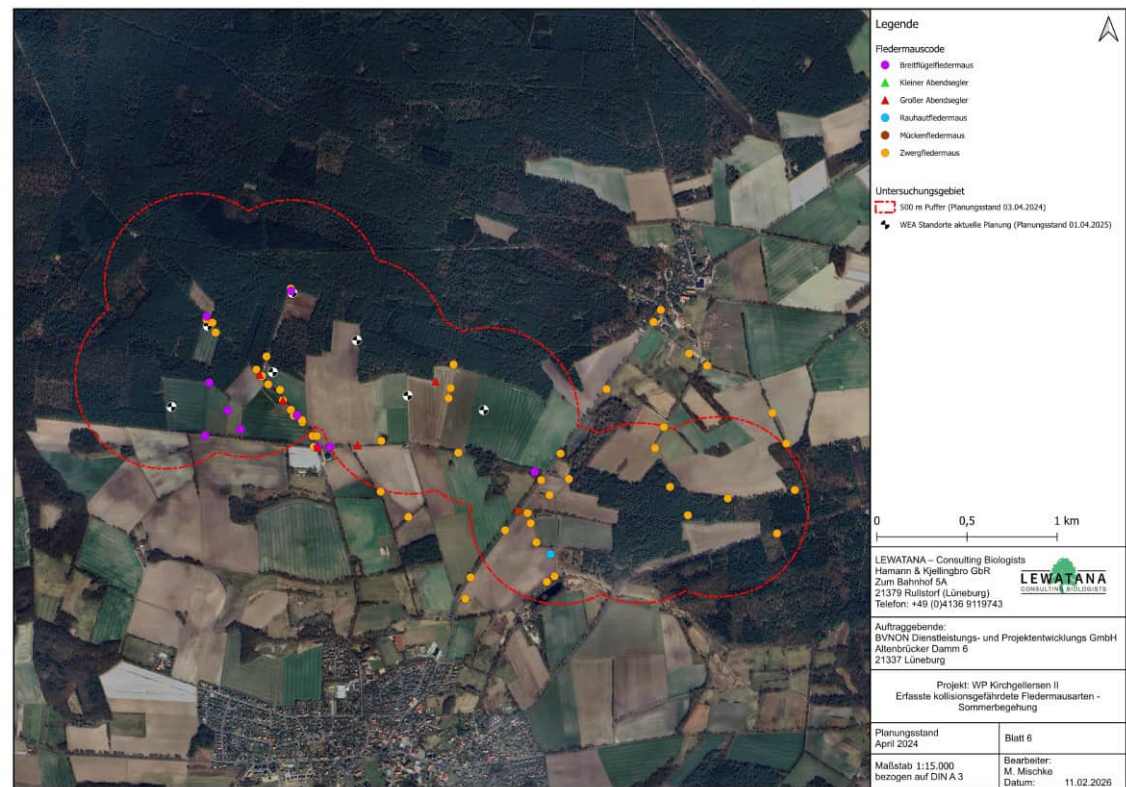 Legende
Fledermauscode
Breitflügelfledermaus
Kleiner Abendsegler
Großer Abendsegler
Rauhautfledermaus
Mückenfledermaus
Zwergfledermaus
Untersuchungsgebiet
500 m Puffer (Planungsstand 03.04.2024)
WEA Standorte aktuelle Planung (Planungsstand 01.04.2025)
0 0,5 1 km
LEWATANA – Consulting Biologists
Hamann & Kjellingbro GbR
Zum Bahnhof 5A
21379 Rullstorf (Lüneburg)
Telefon: +49 (0)4136 9119743
LEWATANA
CONSULTING BIOLOGISTS
Auftraggebende:
BVNON Dienstleistungs- und Projektentwicklungs GmbH
Altenbrücker Damm 6
21337 Lüneburg
Projekt: WP Kirchgellersen II
Erfasste kollisionsgefährdete Fledermausarten -
Sommerbegehung
Planungsstand
April 2024
Blatt 6
Maßstab 1:15.000
bezogen auf DIN A 3
Bearbeiter:
M. Mischke
Datum: 11.02.2026